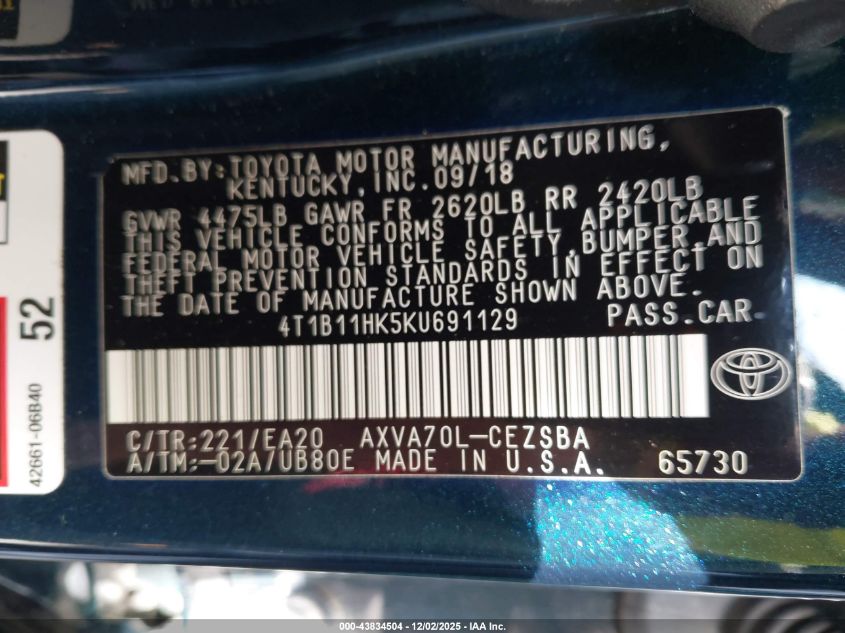 MFD.BY:TOYOTA MOTOR MANUFACTURING,
KENTUCKY,INC.09/18
GVWR 4475LB GAWR FR 2620LB RR 2420LB
THIS VEHICLE CONFORMS TO ALL APPLICABLE
FEDERAL MOTOR VEHICLE SAFETY,BUMPER,AND
THEFT PREVENTION STANDARDS IN EFFECT ON
THE DATE OF MANUFACTURE SHOWN ABOVE.
4T1B11HK5KU691129 PASS.CAR
C/TR:221/EA20 AXVA70L-CEZSBA
A/TM:-02A/UB80E MADE IN U.S.A. 65730
52
42661-06B40
000-43834504 - 12/02/2025 - IAA Inc.